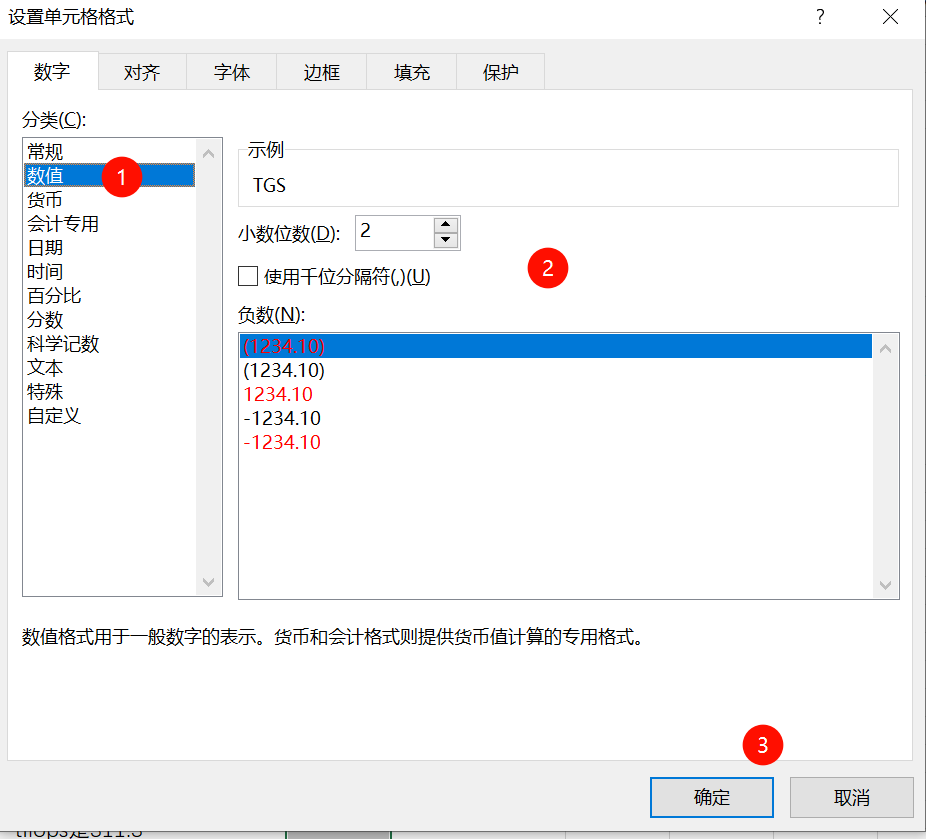 设置单元格格式
?
数字 对齐 字体 边框 填充 保护
分类(C):
常规
数值
1
货币
会计专用
日期
时间
百分比
分数
科学记数
文本
特殊
自定义
示例
TGS
小数位数(D): 2
使用千位分隔符(,)(U)
2
负数(N):
(1234.10)
(1234.10)
1234.10
-1234.10
-1234.10
数值格式用于一般数字的表示。货币和会计格式则提供货币值计算的专用格式。
3
确定 取消